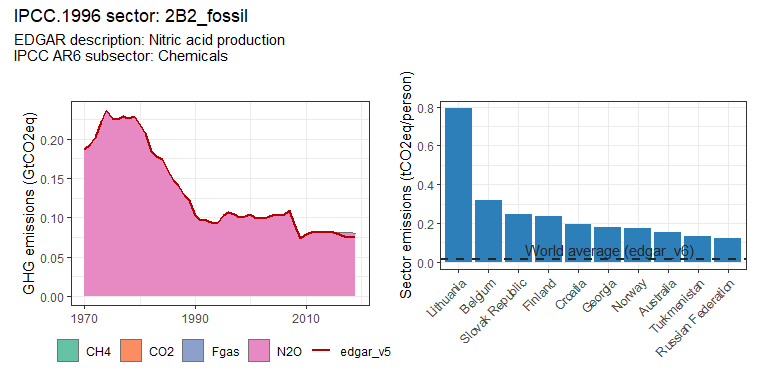 IPCC.1996 sector: 2B2_fossil
EDGAR description: Nitric acid production
IPCC AR6 subsector: Chemicals
GHG emissions (GtCO2eq)
0.20
0.15
0.10
0.05
0.00
1970
1990
2010
CH4
CO2
Fgas
N2O
edgar_v5
Sector emissions (tCO2eq/person)
0.8
0.6
0.4
0.2
0.0
World average (edgar_v6)
Lithuania
Belgium
Slovak Republic
Finland
Croatia
Georgia
Norway
Australia
Turkmenistan
Russian Federation